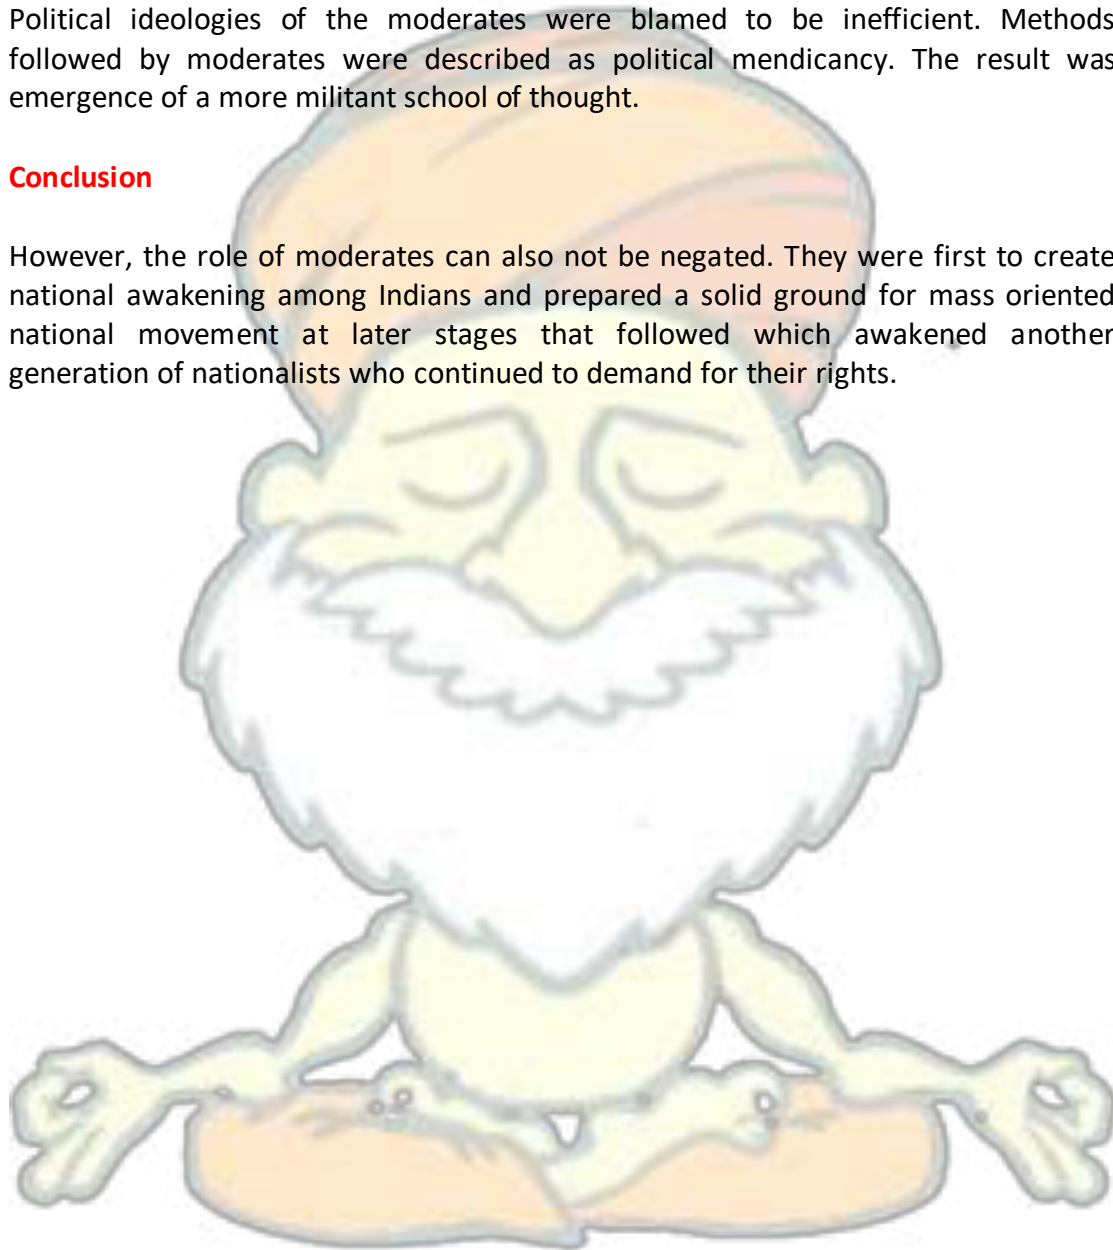 Political ideologies of the moderates were blamed to be inefficient. Methods
followed by moderates were described as political mendicancy. The result was
emergence of a more militant school of thought.
Conclusion
However, the role of moderates can also not be negated. They were first to create
national awakening among Indians and prepared a solid ground for mass oriented
national movement at later stages that followed which awakened another
generation of nationalists who continued to demand for their rights.